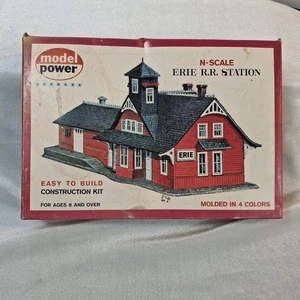 model
power
N-SCALE
ERIE R.R. STATION
ERIE
EASY TO BUILD
CONSTRUCTION KIT
FOR AGES 8 AND OVER
MOLDED IN 4 COLORS